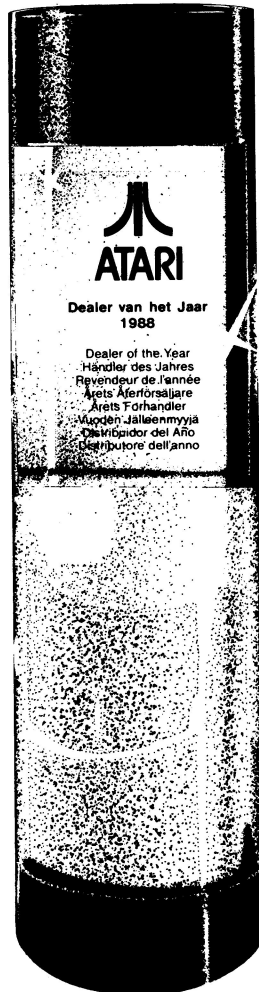 ATARI
Dealer van het Jaar
1988
Dealer of the Year
Händler des Jahres
Revendeur de l'année
Årets Återförsäljare
Årets Forhandler
Vuoden Jälleenmyyjä
Distribuidor del Año
Distributore dell'anno